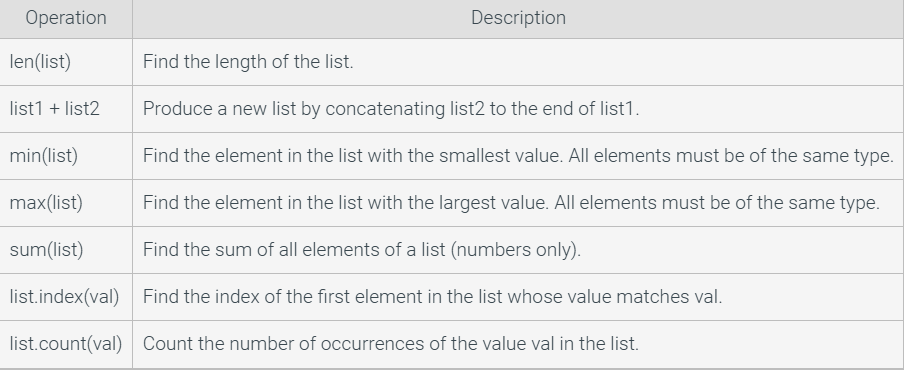 Operation Description
len(list) Find the length of the list.
list1 + list2 Produce a new list by concatenating list2 to the end of list1.
min(list) Find the element in the list with the smallest value. All elements must be of the same type.
max(list) Find the element in the list with the largest value. All elements must be of the same type.
sum(list) Find the sum of all elements of a list (numbers only).
list.index(val) Find the index of the first element in the list whose value matches val.
list.count(val) Count the number of occurrences of the value val in the list.